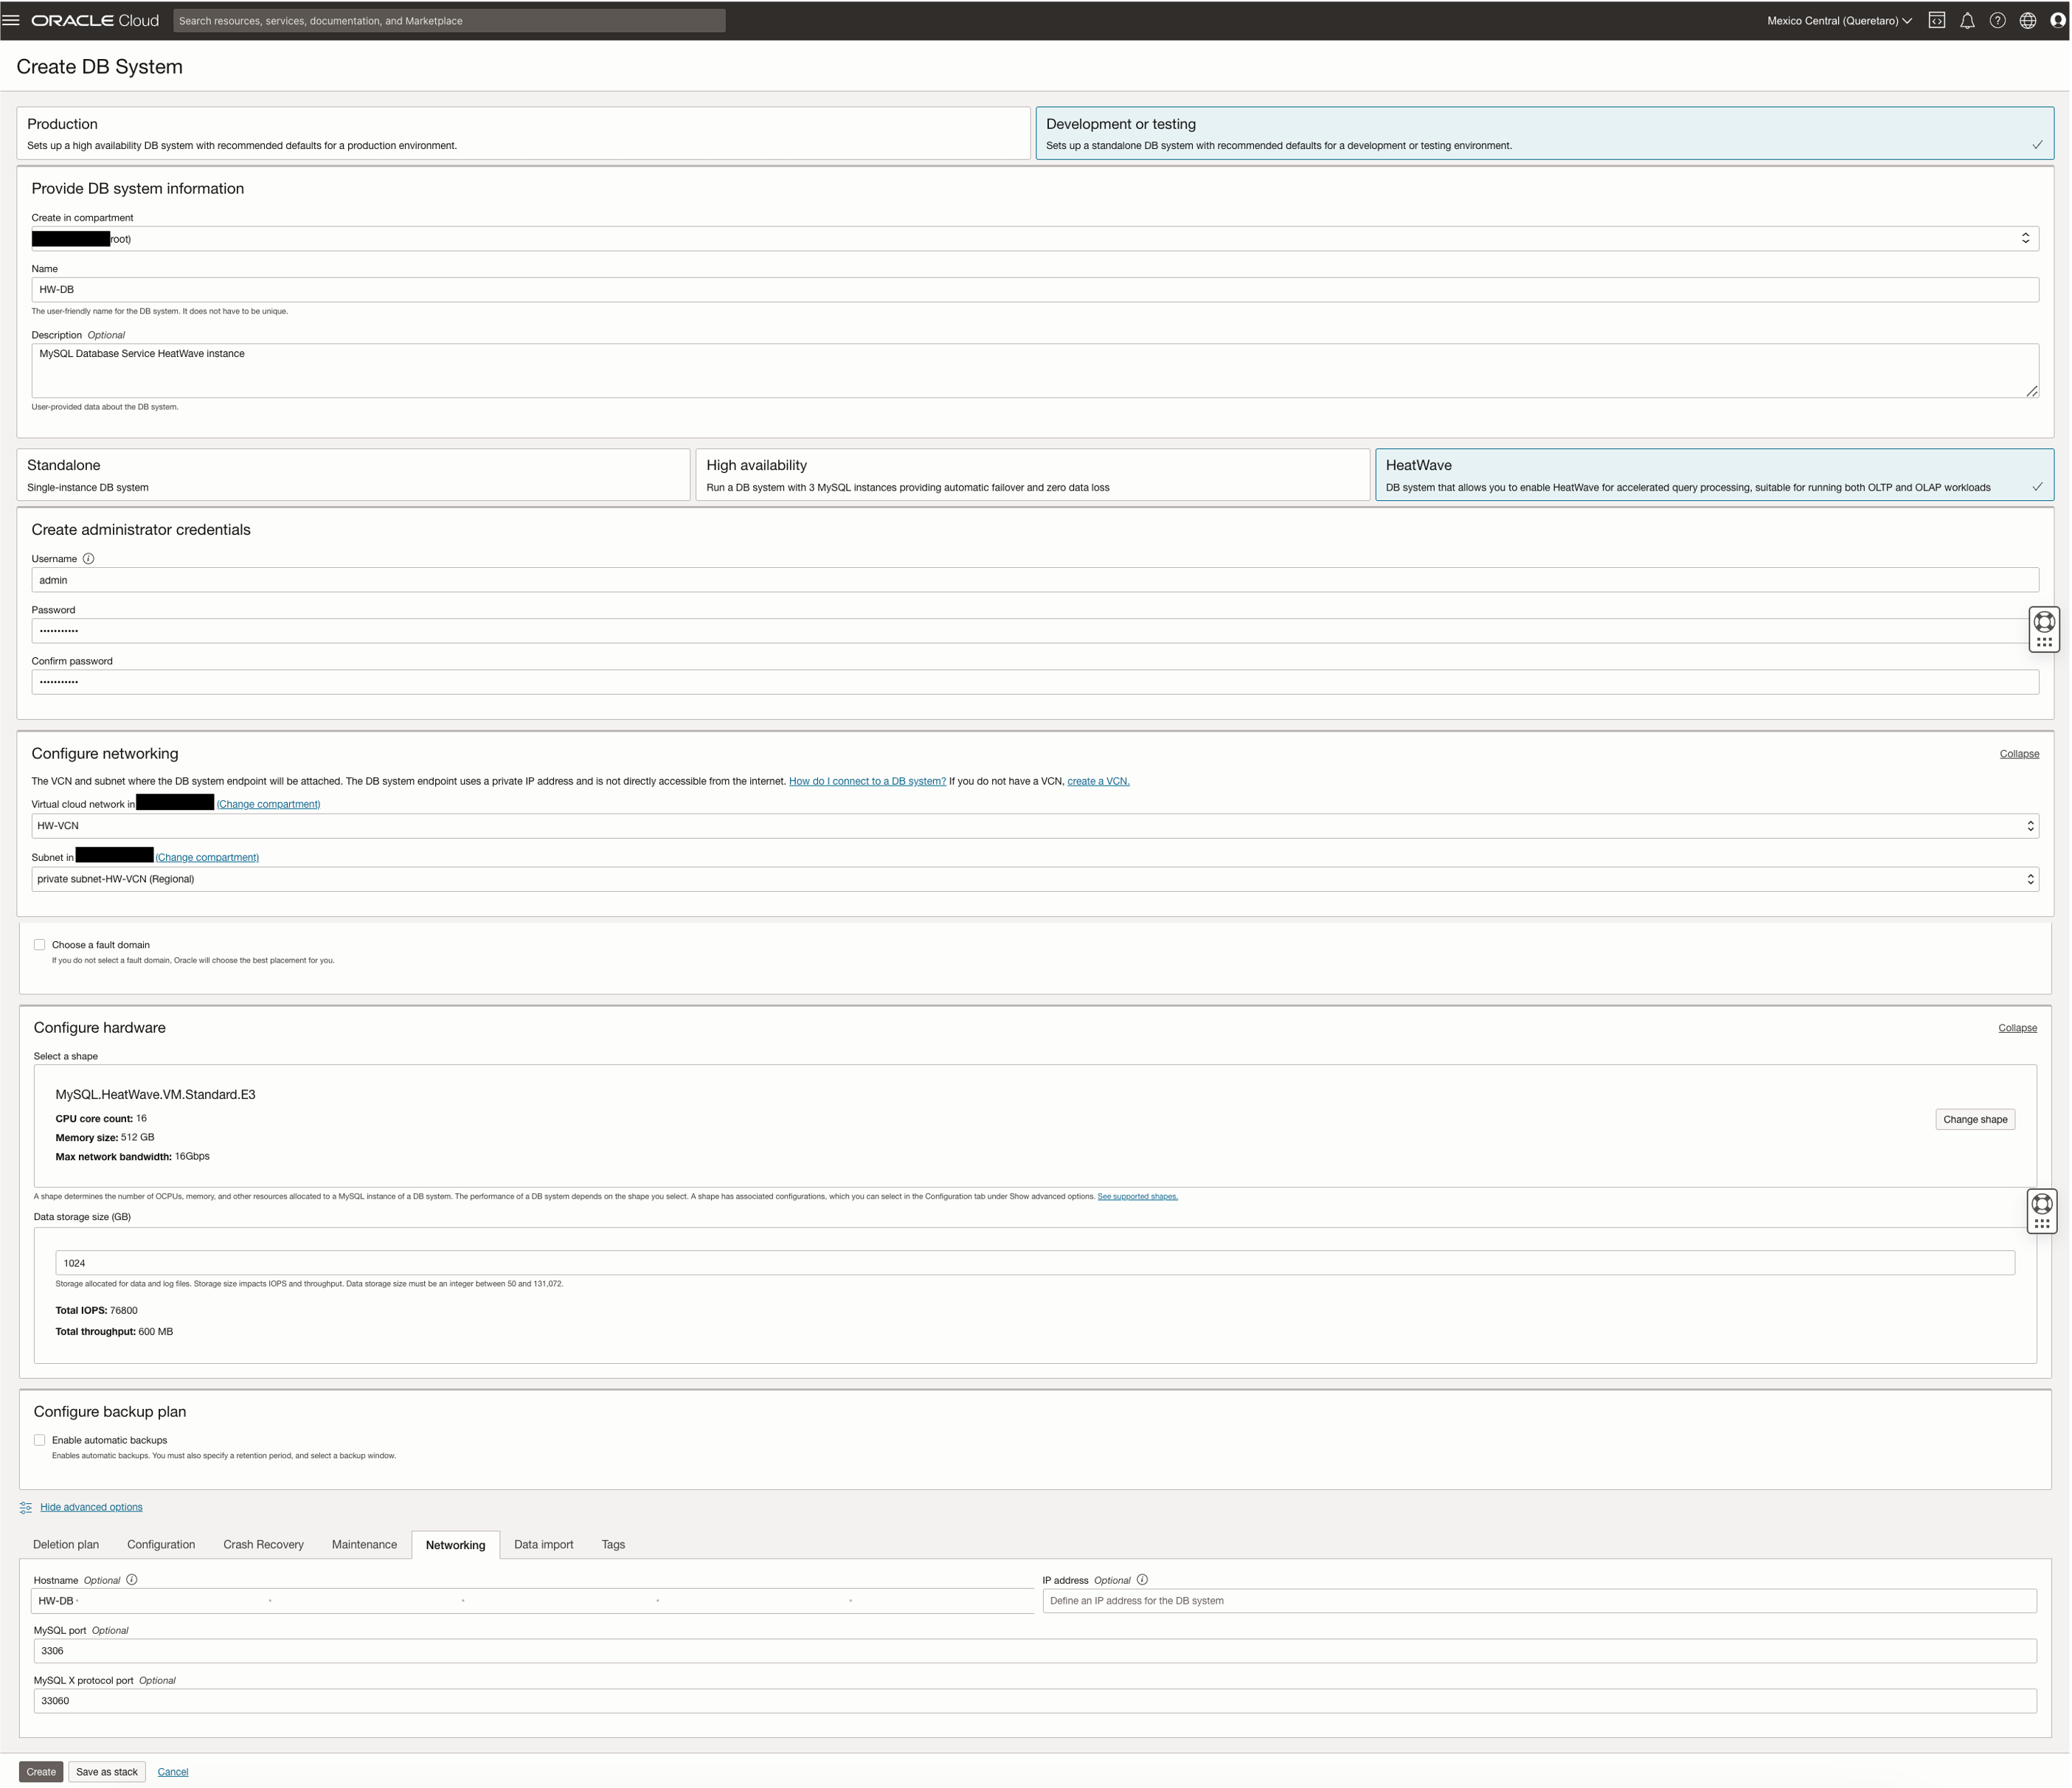 ORACLE Cloud
Search resources, services, documentation, and Marketplace
Mexico Central (Queretaro)
Create DB System
Production
Sets up a high availability DB system with recommended defaults for a production environment.
Development or testing
Sets up a standalone DB system with recommended defaults for a development or testing environment.
Provide DB system information
Create in compartment
root)
Name
HW-DB
The user-friendly name for the DB system. It does not have to be unique.
Description Optional
MySQL Database Service HeatWave instance
User-provided data about the DB system.
Standalone
Single-instance DB system
High availability
Run a DB system with 3 MySQL instances providing automatic failover and zero data loss
HeatWave
DB system that allows you to enable HeatWave for accelerated query processing, suitable for running both OLTP and OLAP workloads
Create administrator credentials
Username
admin
Password
•••••••••••
Confirm password
•••••••••••
Configure networking
Collapse
The VCN and subnet where the DB system endpoint will be attached. The DB system endpoint uses a private IP address and is not directly accessible from the internet. How do I connect to a DB system? If you do not have a VCN, create a VCN.
Virtual cloud network in (Change compartment)
HW-VCN
Subnet in (Change compartment)
private subnet-HW-VCN (Regional)
Choose a fault domain
If you do not select a fault domain, Oracle will choose the best placement for you.
Configure hardware
Collapse
Select a shape
MySQL.HeatWave.VM.Standard.E3
CPU core count: 16
Memory size: 512 GB
Max network bandwidth: 16Gbps
Change shape
A shape determines the number of OCPUs, memory, and other resources allocated to a MySQL instance of a DB system. The performance of a DB system depends on the shape you select. A shape has associated configurations, which you can select in the Configuration tab under Show advanced options. See supported shapes.
Data storage size (GB)
1024
Storage allocated for data and log files. Storage size impacts IOPS and throughput. Data storage size must be an integer between 50 and 131,072.
Total IOPS: 76800
Total throughput: 600 MB
Configure backup plan
Enable automatic backups
Enables automatic backups. You must also specify a retention period, and select a backup window.
Hide advanced options
Deletion plan
Configuration
Crash Recovery
Maintenance
Networking
Data import
Tags
Hostname Optional
HW-DB
IP address Optional
Define an IP address for the DB system
MySQL port Optional
3306
MySQL X protocol port Optional
33060
Create
Save as stack
Cancel